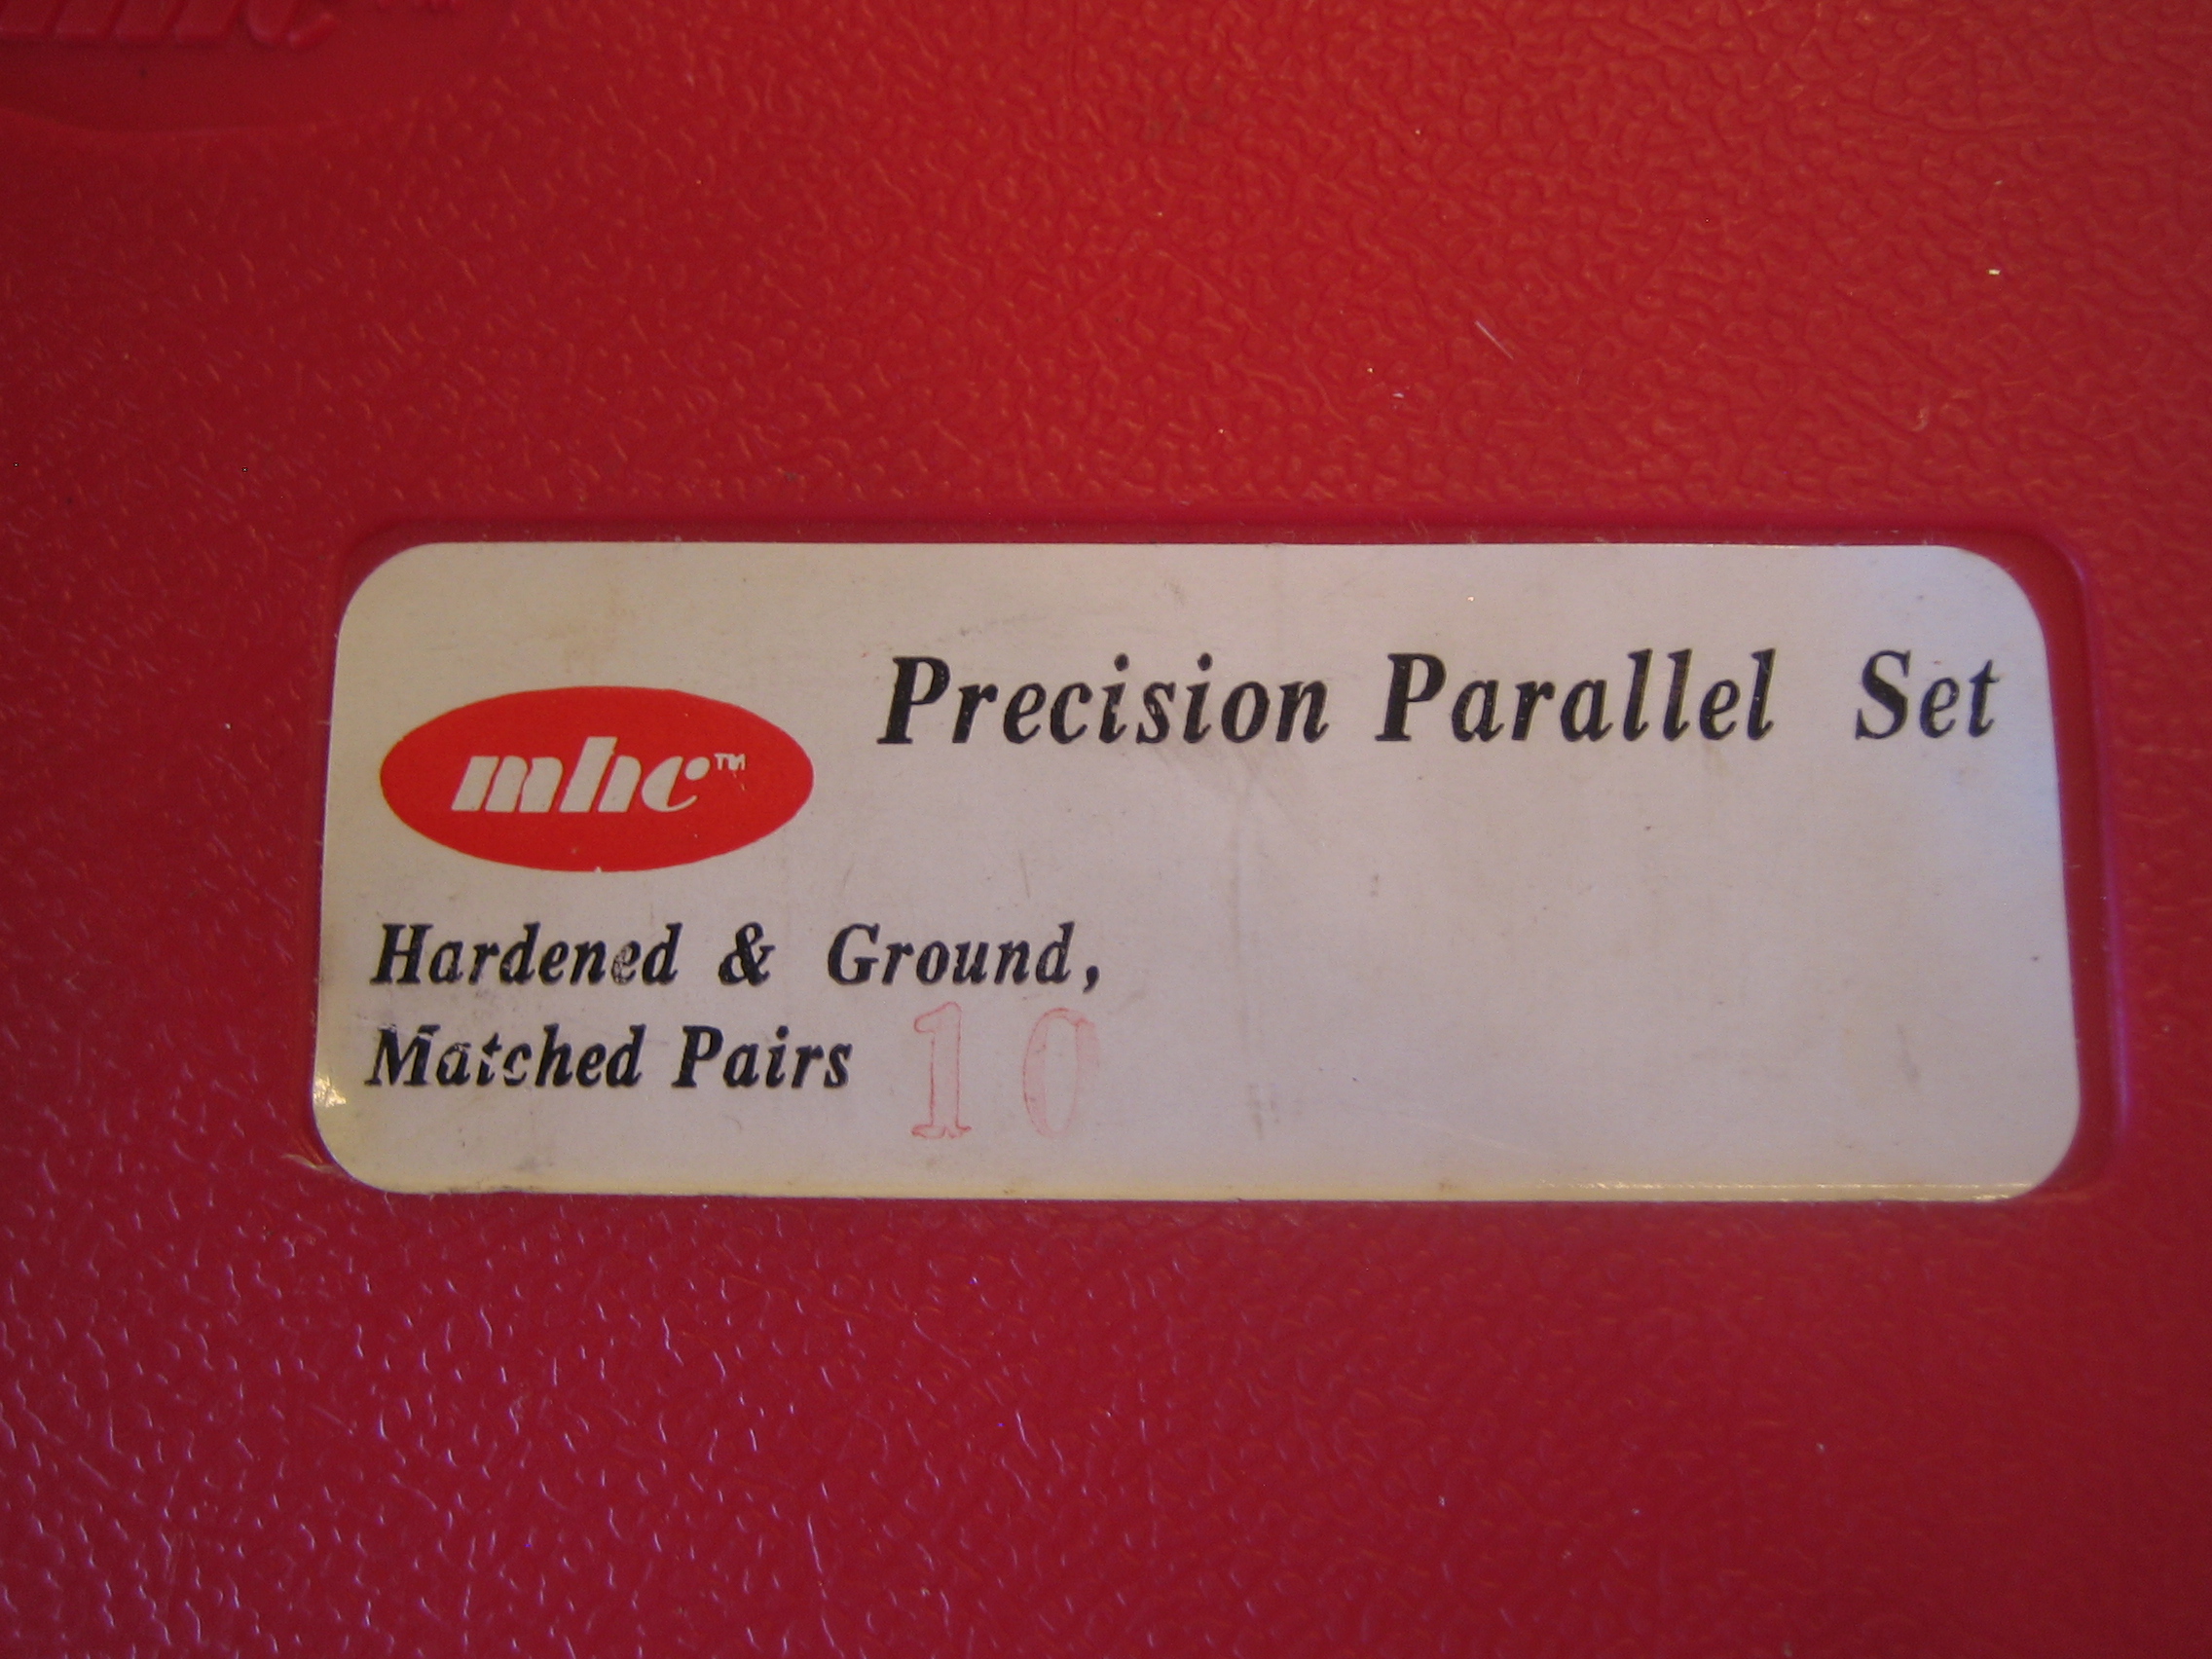 Precision Parallel Set
mhc™
Hardened & Ground,
Matched Pairs 10